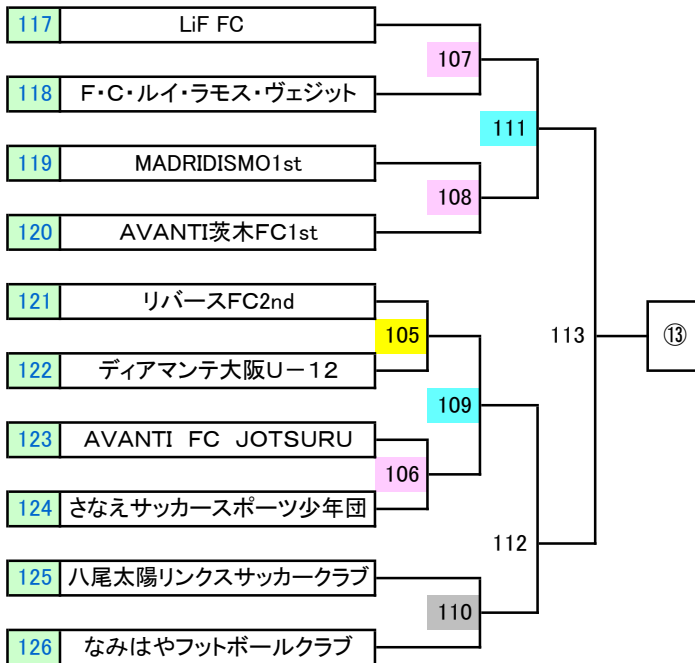 117 LiF FC
107
118 F・C・ルイ・ラモス・ヴェジット
111
119 MADRIDISMO1st
108
120 AVANTI茨木FC1st
121 リバースFC2nd
105
113
⑬
122 ディアマンテ大阪U－12
109
123 AVANTI FC JOTSURU
106
124 さなえサッカースポーツ少年団
112
125 八尾太陽リンクスサッカークラブ
110
126 なみはやフットボールクラブ